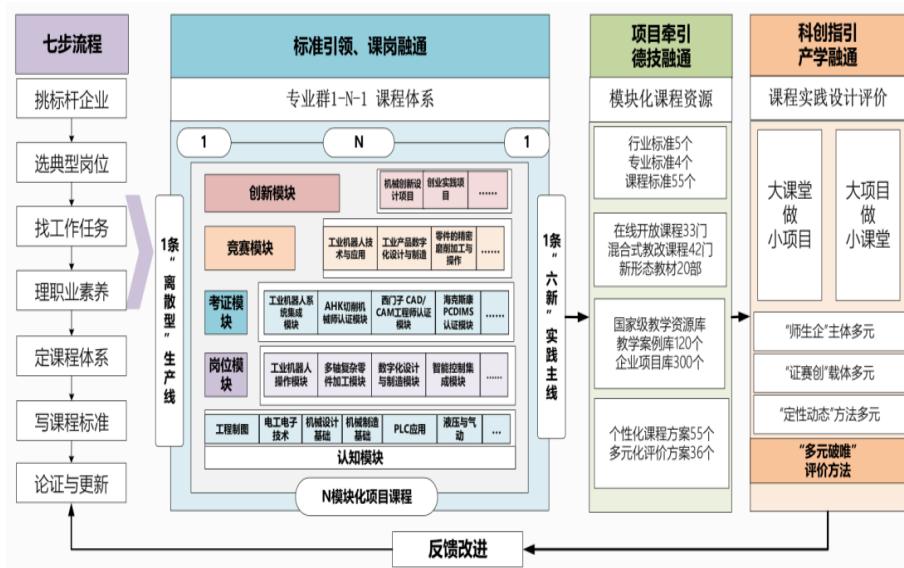 七步流程
挑标杆企业
选典型岗位
找工作任务
理职业素养
定课程体系
写课程标准
论证与更新
标准引领、课岗融通
专业群1-N-1 课程体系
1
N
1
1条“离散型”生产线
创新模块
机械创新设
计项目
创业实践项
目
……
竞赛模块
工业机器人技
术与应用
工业产品数字
化设计与制造
零件的精密
磨削加工与
操作
……
考证模
块
工业机器人系
统集成
模块
AHK切削机
械师认证模块
西门子 CAD/
CAM工程师认
证模块
海克斯康
PCDIMS
认证模块
……
岗位模
块
工业机器人
操作模块
多轴复杂零
件加工模块
数字化设计
与制造模块
智能控制集
成模块
……
工程制图
电工电子
技术
机械设计
基础
机械制造
基础
PLC应用
液压与气
动
…
认知模块
N模块化项目课程
1条“六新”实践主线
项目牵引
德技融通
模块化课程资源
行业标准5个
专业标准4个
课程标准55个
在线开放课程33门
混合式教改课程42门
新形态教材20部
国家级教学资源库
教学案例库120个
企业项目库300个
个性化课程方案55个
多元化评价方案36个
科创指引
产学融通
课程实践设计评价
大课堂
做
小项目
大项目
做
小课堂
“师生企”主体多元
“证赛创”载体多元
“定性动态”方法多元
“多元破唯”
评价方法
反馈改进